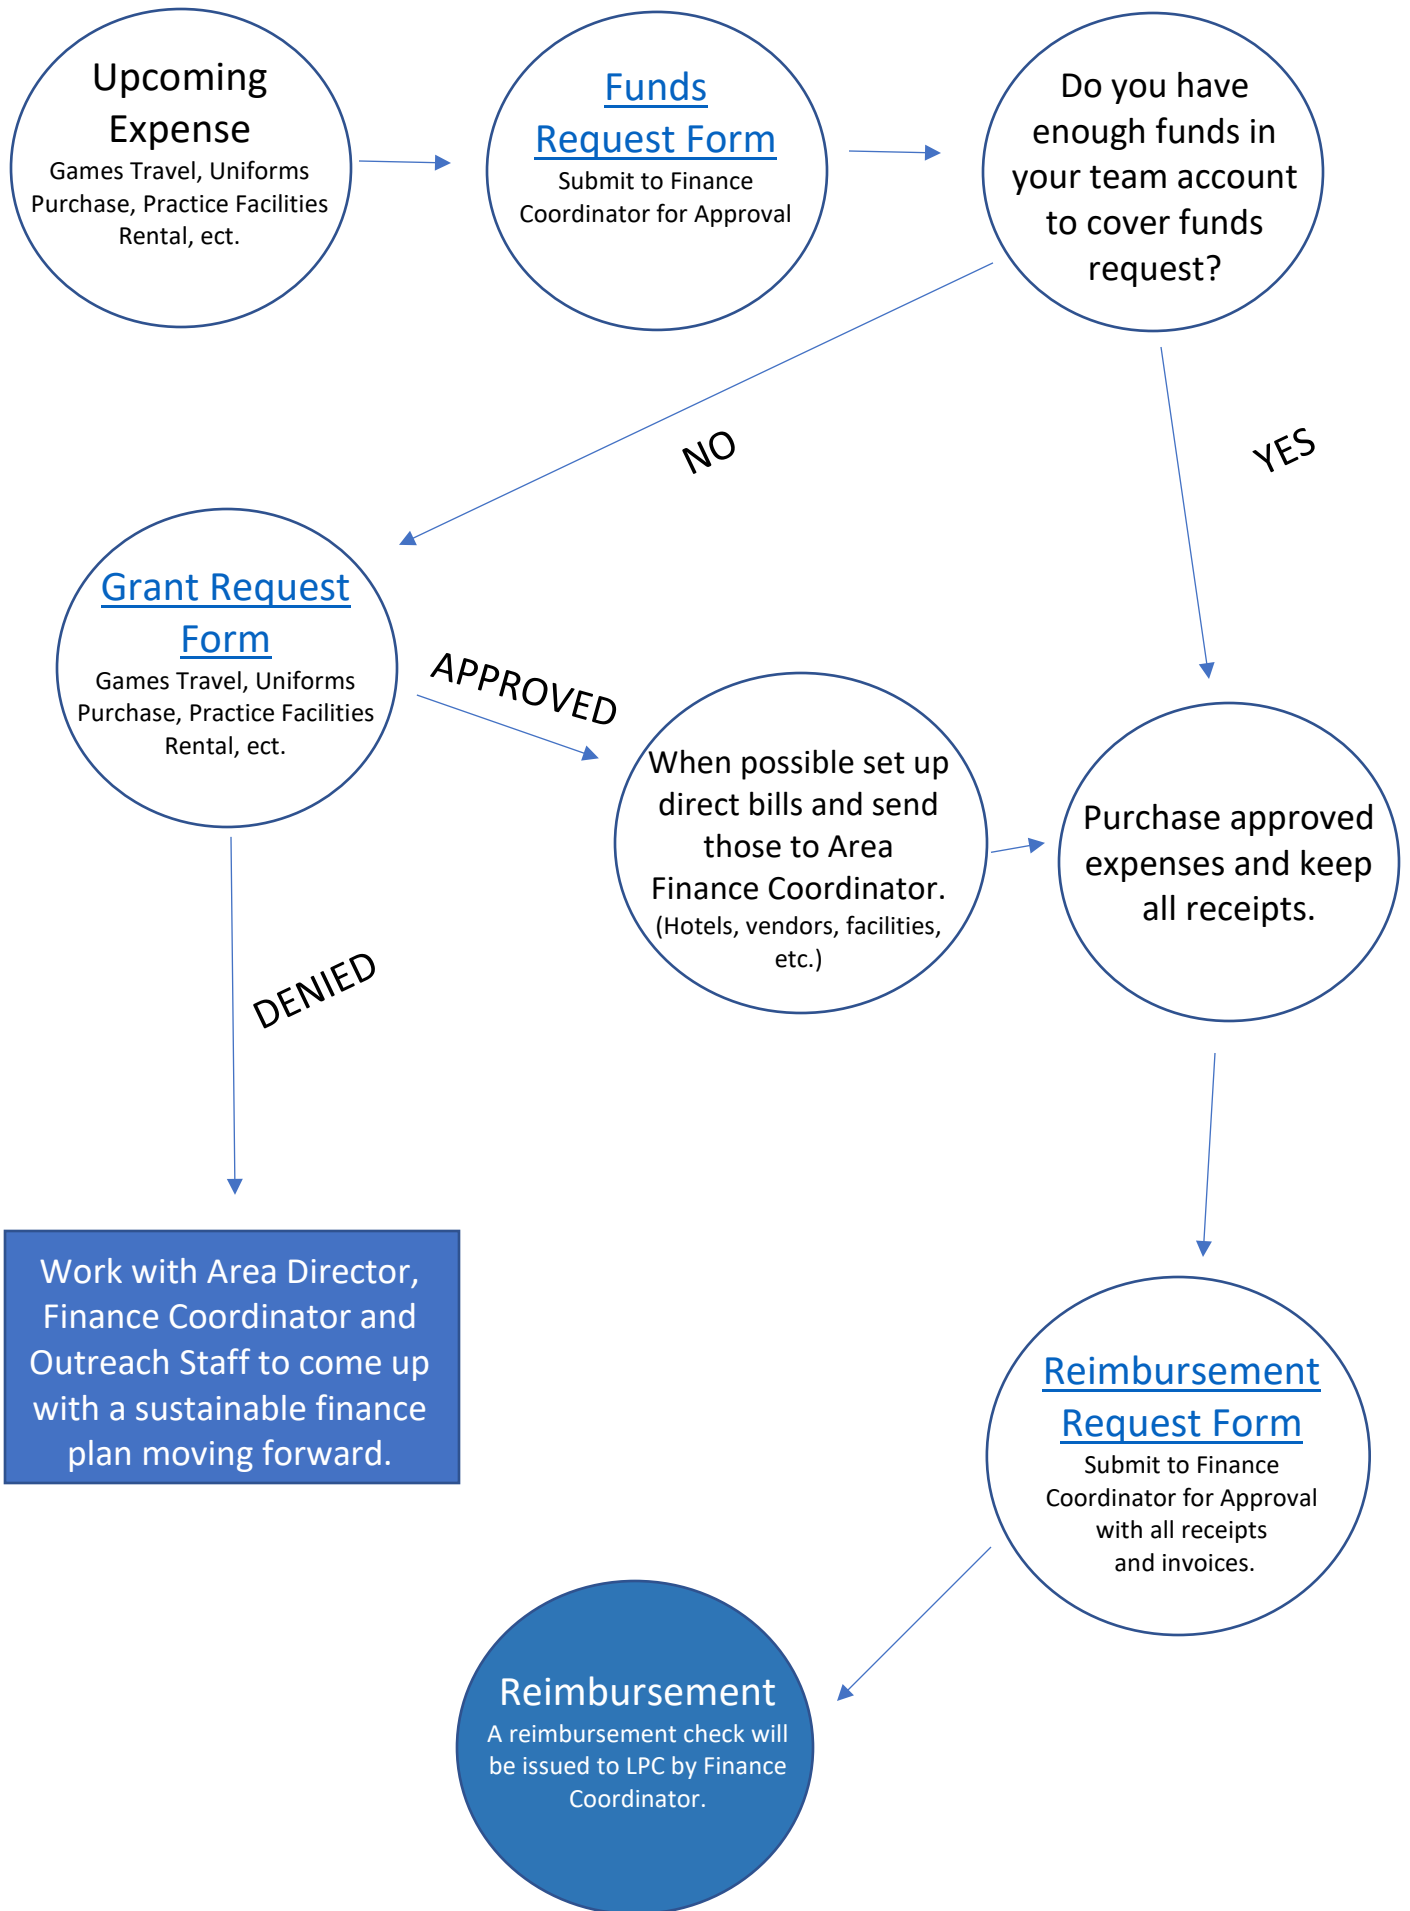 Upcoming
Expense
Games Travel, Uniforms
Purchase, Practice Facilities
Rental, ect.
Funds
Request Form
Submit to Finance
Coordinator for Approval
Do you have
enough funds in
your team account
to cover funds
request?
NO
YES
Grant Request
Form
Games Travel, Uniforms
Purchase, Practice Facilities
Rental, ect.
APPROVED
When possible set up
direct bills and send
those to Area
Finance Coordinator.
(Hotels, vendors, facilities,
etc.)
Purchase approved
expenses and keep
all receipts.
DENIED
Work with Area Director,
Finance Coordinator and
Outreach Staff to come up
with a sustainable finance
plan moving forward.
Reimbursement
Request Form
Submit to Finance
Coordinator for Approval
with all receipts
and invoices.
Reimbursement
A reimbursement check will
be issued to LPC by Finance
Coordinator.